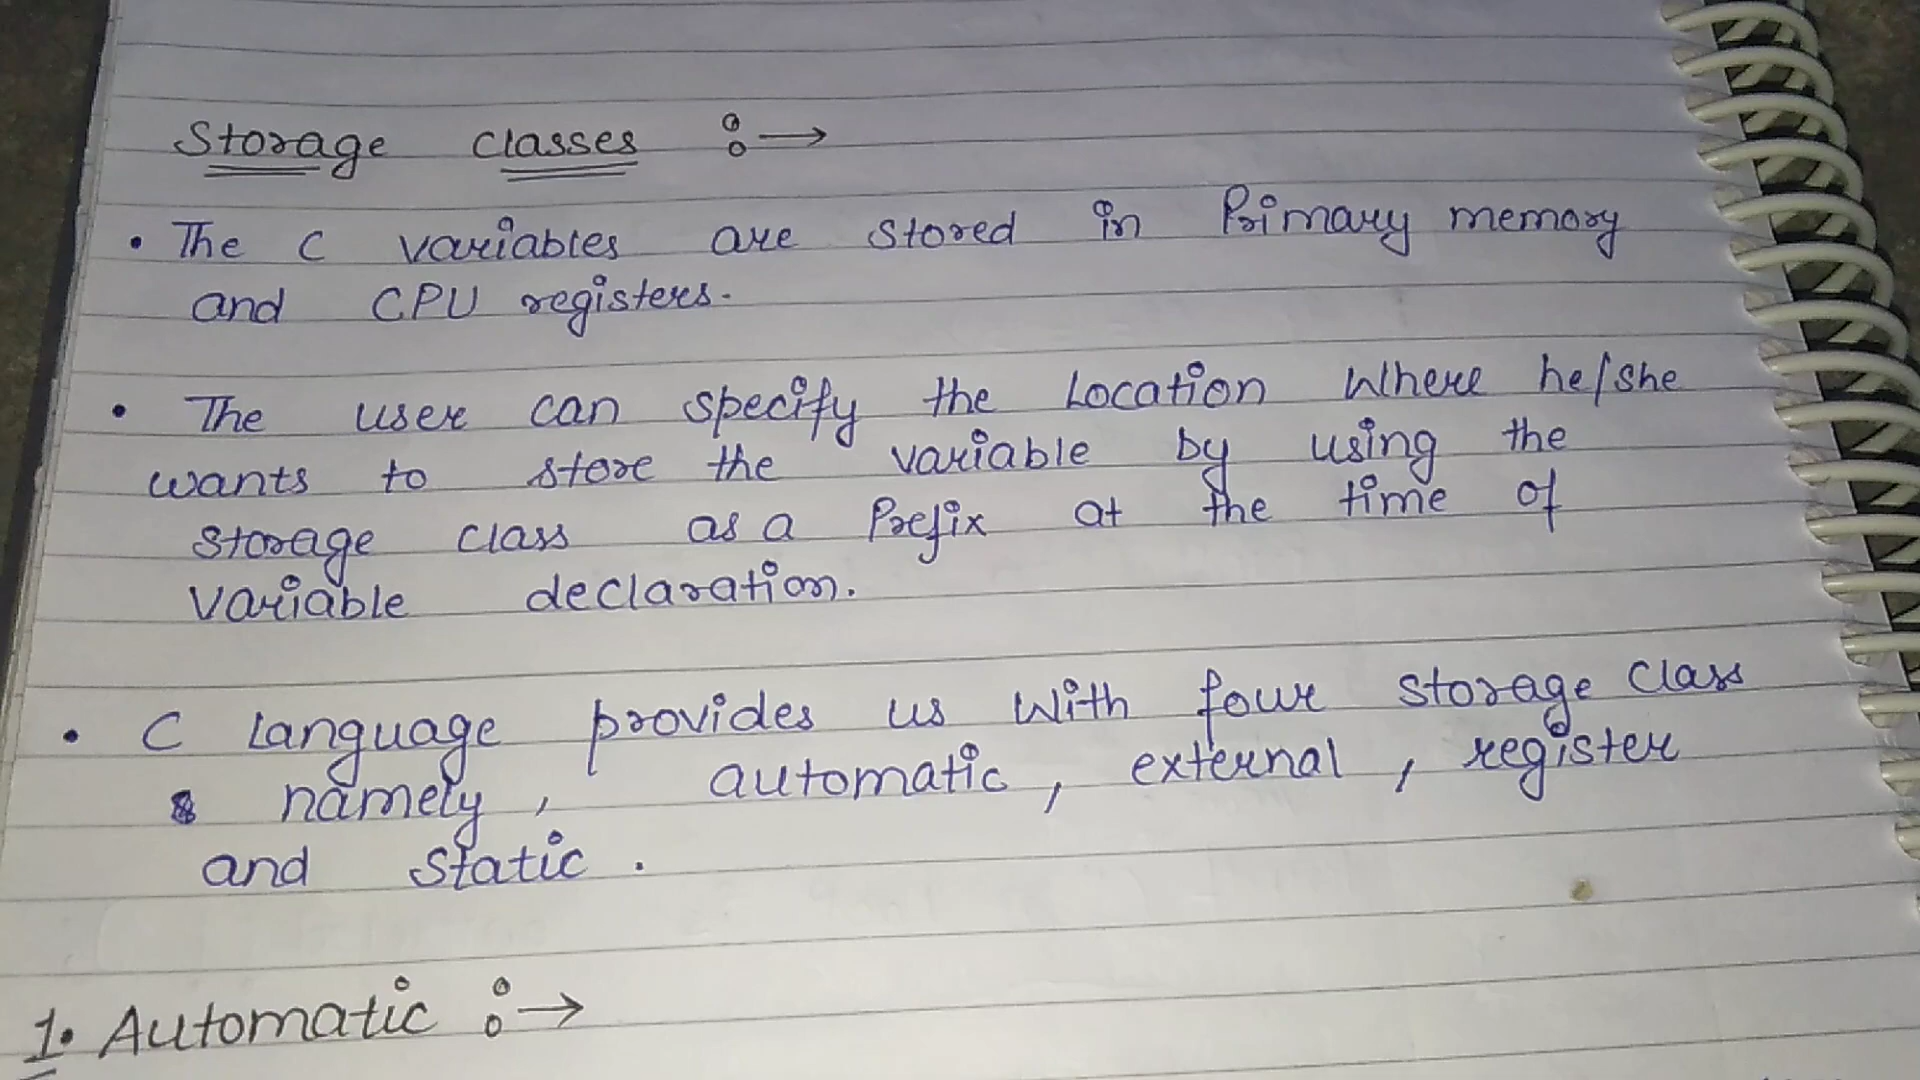 Storage classes :→
• The C variables are stored in Primary memory
and CPU registers.
• The user can specify the Location Where he/she
wants to store the variable by using the
storage class as a Prefix at the time of
Variable declaration.
• C Language provides us With four storage Class
namely, automatic, external, register
and static.
1. Automatic :→